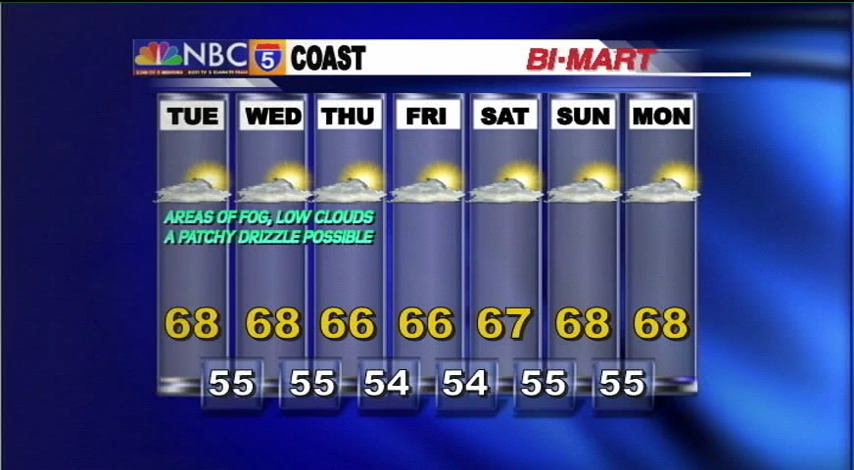 NBC 5 COAST BI-MART
TUE WED THU FRI SAT SUN MON
AREAS OF FOG, LOW CLOUDS
A PATCHY DRIZZLE POSSIBLE
68 68 66 66 67 68 68
55 55 54 54 55 55